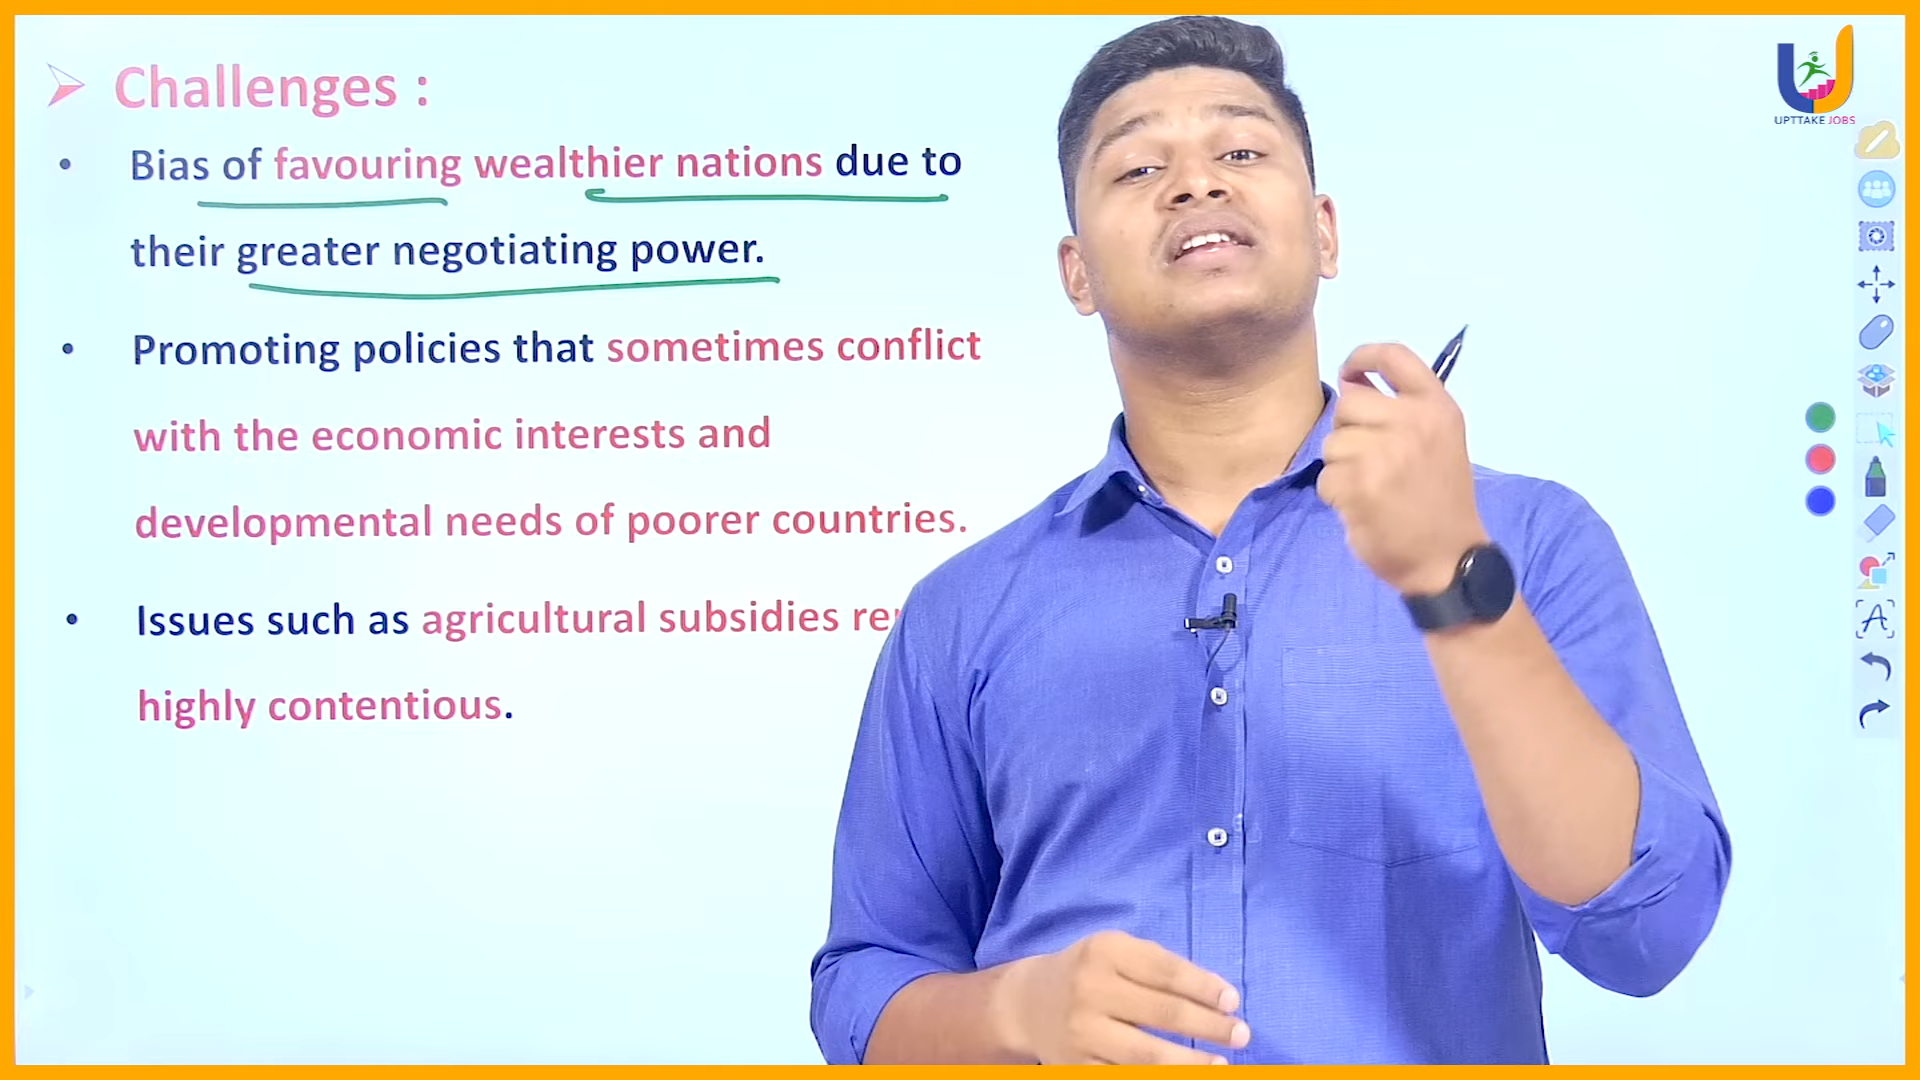 Challenges :
• Bias of favouring wealthier nations due to
their greater negotiating power.
• Promoting policies that sometimes conflict
with the economic interests and
developmental needs of poorer countries.
• Issues such as agricultural subsidies
highly contentious.
UPTTAKE JOBS